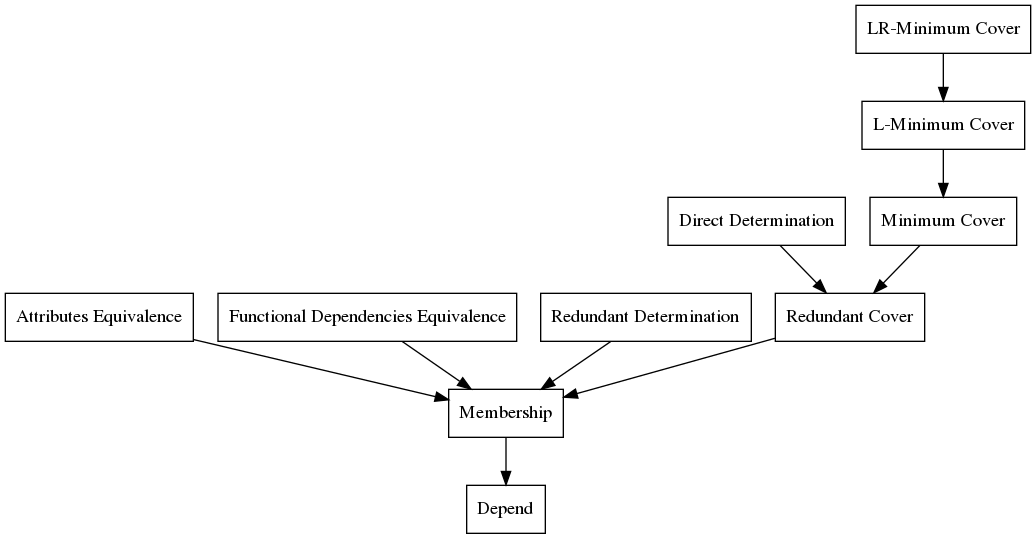 LR-Minimum Cover
L-Minimum Cover
Direct Determination
Minimum Cover
Attributes Equivalence
Functional Dependencies Equivalence
Redundant Determination
Redundant Cover
Membership
Depend